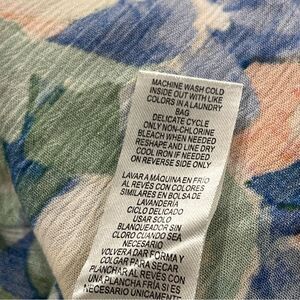 MACHINE WASH COLD
INSIDE OUT WITH LIKE
COLORS IN A LAUNDRY
BAG
DELICATE CYCLE
ONLY NON-CHLORINE
BLEACH WHEN NEEDED
RESHAPE AND LINE DRY
COOL IRON IF NEEDED
ON REVERSE SIDE ONLY
LAVAR A MÁQUINA EN FRÍO
AL REVÉS CON COLORES
SIMILARES EN BOLSA DE
LAVANDERÍA
CICLO DELICADO
USAR SOLO
BLANQUEADOR SIN
CLORO CUANDO SEA
NECESARIO
VOLVER A DAR FORMA Y
COLGAR PARA SECAR
PLANCHAR AL REVÉS CON
UNA PLANCHA FRÍA SI ES
NECESARIO ÚNICAMENTE